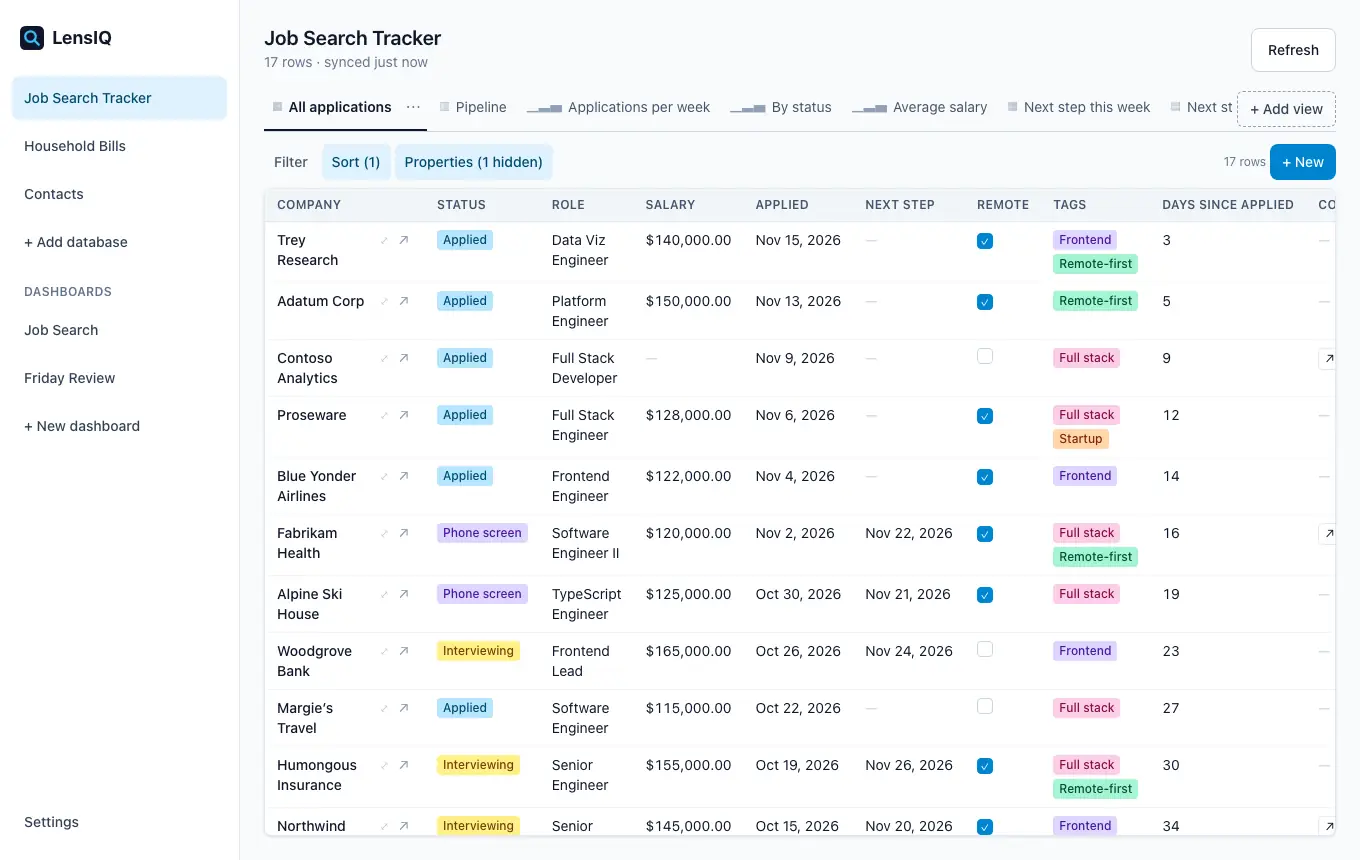 LensIQ
Job Search Tracker
Household Bills
Contacts
+ Add database
DASHBOARDS
Job Search
Friday Review
+ New dashboard
Settings
Job Search Tracker
17 rows · synced just now
Refresh
All applications ··· Pipeline Applications per week By status Average salary Next step this week Next st + Add view
Filter Sort (1) Properties (1 hidden) 17 rows + New
COMPANY STATUS ROLE SALARY APPLIED NEXT STEP REMOTE TAGS DAYS SINCE APPLIED CO
Trey Applied Data Viz $140,000.00 Nov 15, 2026 — Frontend 3 —
Research Engineer Remote-first
Adatum Corp Applied Platform $150,000.00 Nov 13, 2026 — Remote-first 5 —
Engineer
Contoso Applied Full Stack — Nov 9, 2026 — Full stack 9
Analytics Developer
Proseware Applied Full Stack $128,000.00 Nov 6, 2026 — Full stack 12 —
Engineer Startup
Blue Yonder Applied Frontend $122,000.00 Nov 4, 2026 — Frontend 14 —
Airlines Engineer
Fabrikam Phone screen Software $120,000.00 Nov 2, 2026 Nov 22, 2026 Full stack 16
Health Engineer II Remote-first
Alpine Ski Phone screen TypeScript $125,000.00 Oct 30, 2026 Nov 21, 2026 Full stack 19 —
House Engineer
Woodgrove Interviewing Frontend $165,000.00 Oct 26, 2026 Nov 24, 2026 Frontend 23 —
Bank Lead
Margie’s Applied Software $115,000.00 Oct 22, 2026 — Full stack 27 —
Travel Engineer
Humongous Interviewing Senior $155,000.00 Oct 19, 2026 Nov 26, 2026 Full stack 30 —
Insurance Engineer Remote-first
Northwind Interviewing Senior $145,000.00 Oct 15, 2026 Nov 20, 2026 Frontend 34